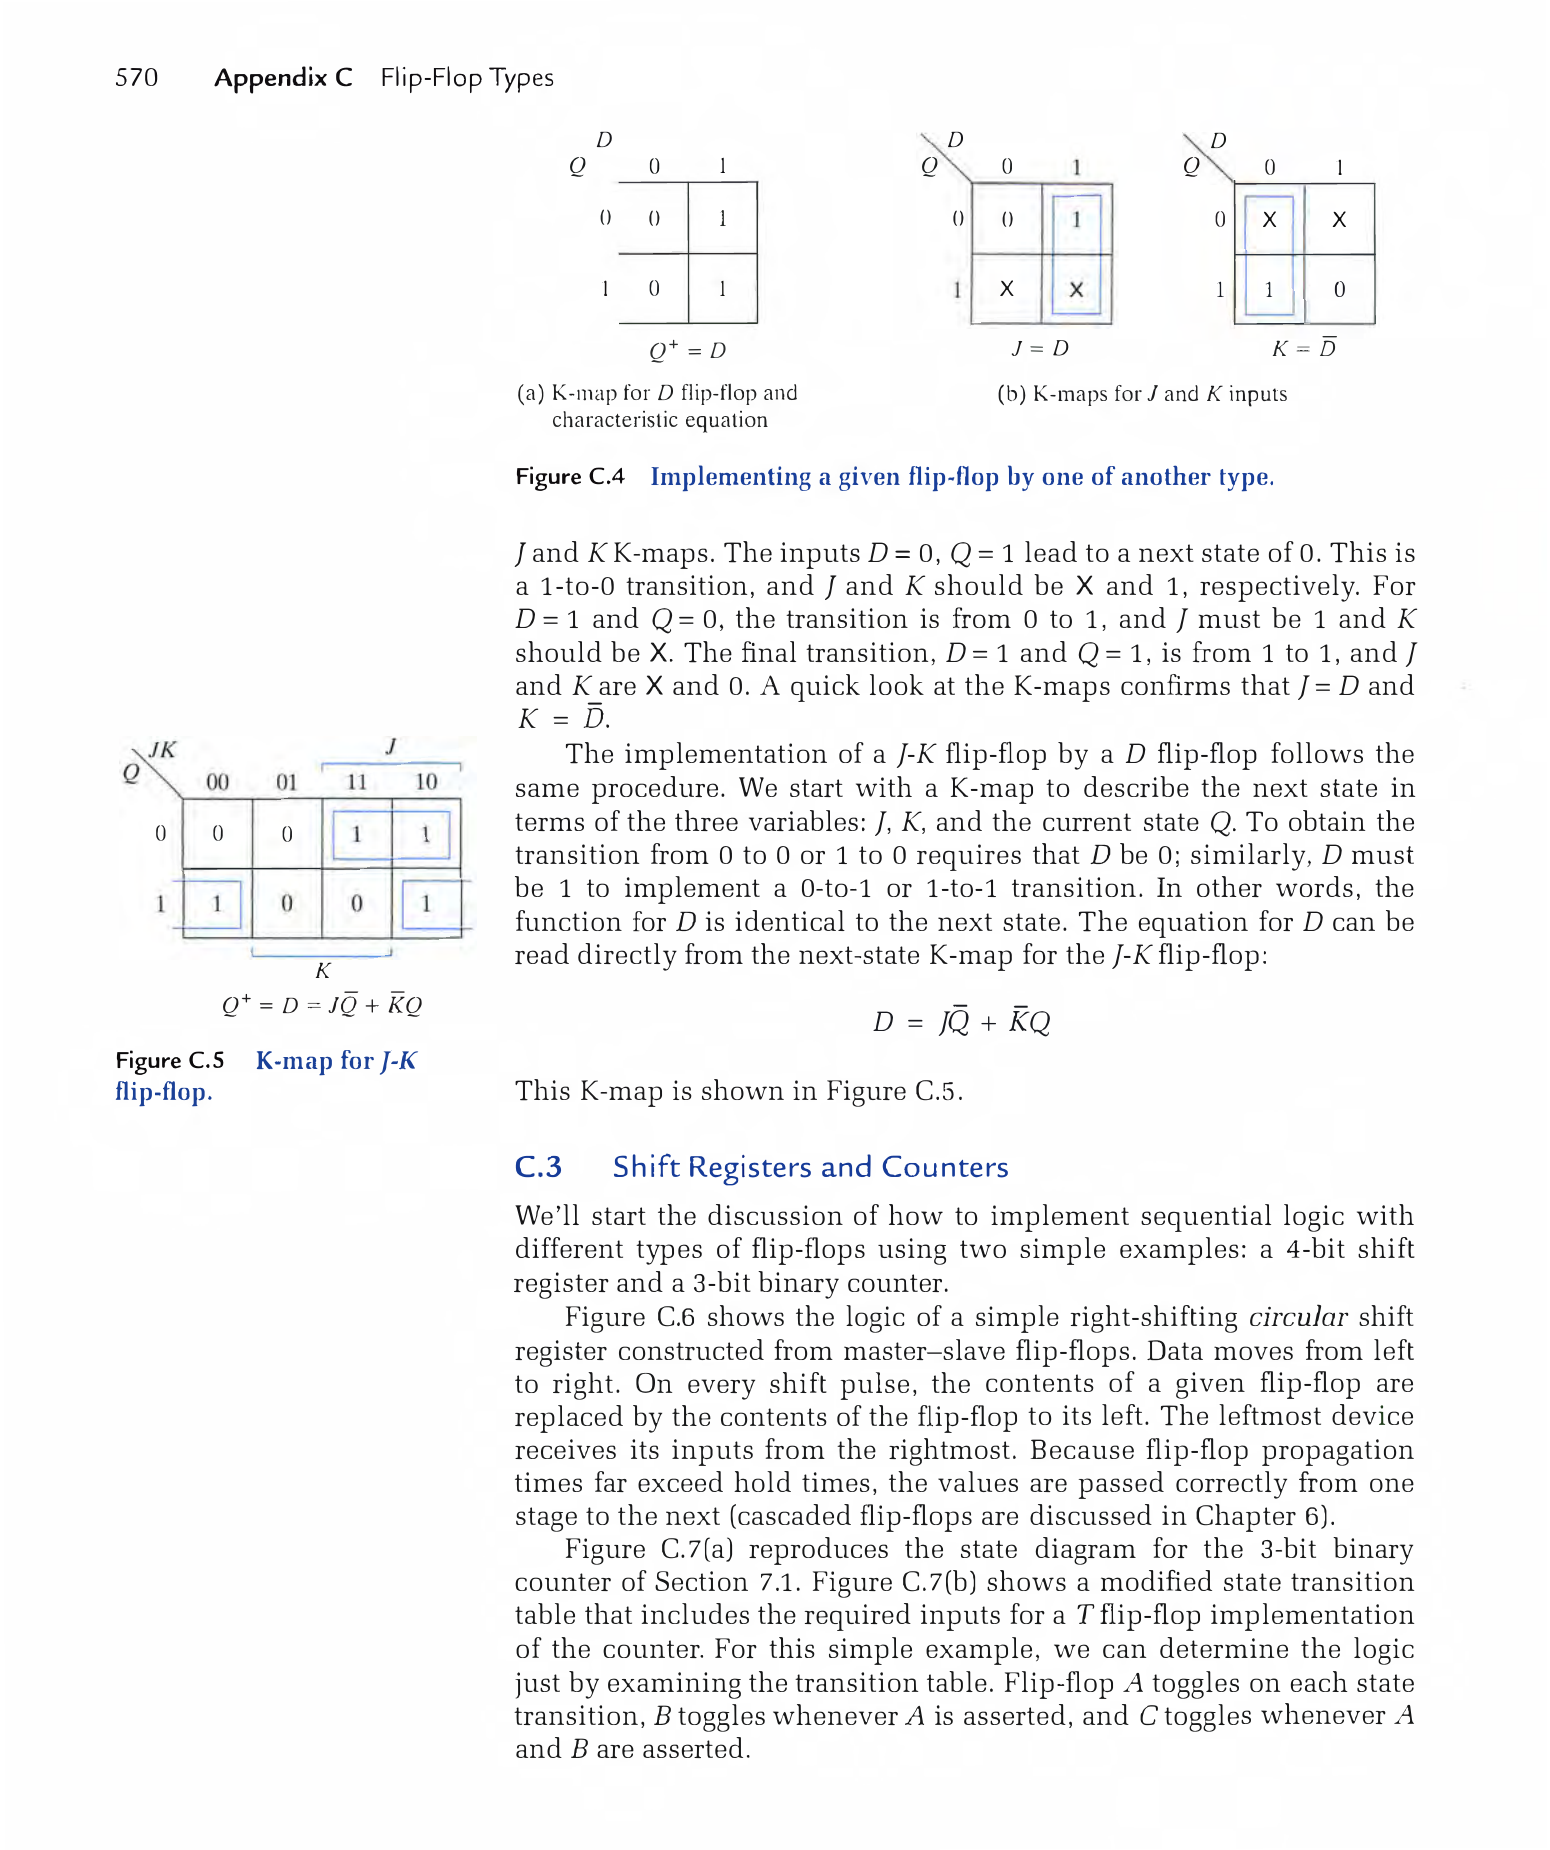 570 Appendix C Flip-Flop Types
D
Q 0 1
0 0 1
1 0 1
Q⁺ = D
(a) K-map for D flip-flop and
characteristic equation
D
Q 0 1
0 0 1
1 X X
J = D
D
Q 0 1
0 X X
1 1 0
K = D̅
(b) K-maps for J and K inputs
Figure C.4 Implementing a given flip-flop by one of another type.
J and K K-maps. The inputs D = 0, Q = 1 lead to a next state of 0. This is
a 1-to-0 transition, and J and K should be X and 1, respectively. For
D = 1 and Q = 0, the transition is from 0 to 1, and J must be 1 and K
should be X. The final transition, D = 1 and Q = 1, is from 1 to 1, and J
and K are X and 0. A quick look at the K-maps confirms that J = D and
K = D̅.
The implementation of a J-K flip-flop by a D flip-flop follows the
same procedure. We start with a K-map to describe the next state in
terms of the three variables: J, K, and the current state Q. To obtain the
transition from 0 to 0 or 1 to 0 requires that D be 0; similarly, D must
be 1 to implement a 0-to-1 or 1-to-1 transition. In other words, the
function for D is identical to the next state. The equation for D can be
read directly from the next-state K-map for the J-K flip-flop:
D = JQ̅ + K̅Q
This K-map is shown in Figure C.5.
JK J
Q 00 01 11 10
0 0 0 1 1
1 1 0 0 1
K
Q⁺ = D = JQ̅ + K̅Q
Figure C.5 K-map for J-K
flip-flop.
C.3 Shift Registers and Counters
We'll start the discussion of how to implement sequential logic with
different types of flip-flops using two simple examples: a 4-bit shift
register and a 3-bit binary counter.
Figure C.6 shows the logic of a simple right-shifting circular shift
register constructed from master–slave flip-flops. Data moves from left
to right. On every shift pulse, the contents of a given flip-flop are
replaced by the contents of the flip-flop to its left. The leftmost device
receives its inputs from the rightmost. Because flip-flop propagation
times far exceed hold times, the values are passed correctly from one
stage to the next (cascaded flip-flops are discussed in Chapter 6).
Figure C.7(a) reproduces the state diagram for the 3-bit binary
counter of Section 7.1. Figure C.7(b) shows a modified state transition
table that includes the required inputs for a T flip-flop implementation
of the counter. For this simple example, we can determine the logic
just by examining the transition table. Flip-flop A toggles on each state
transition, B toggles whenever A is asserted, and C toggles whenever A
and B are asserted.